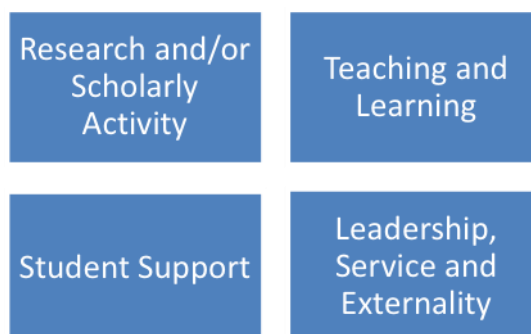 Research and/or
Scholarly
Activity
Teaching and
Learning
Student Support
Leadership,
Service and
Externality